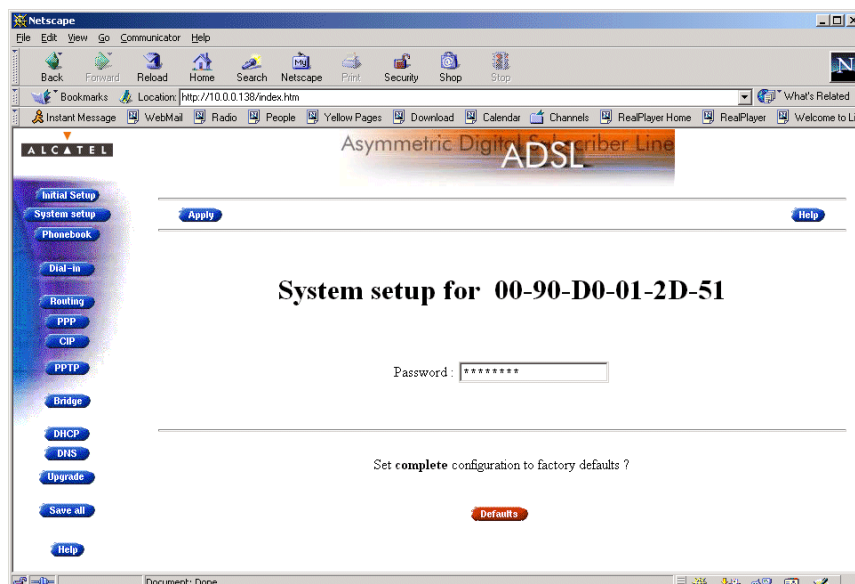 Netscape
File Edit View Go Communicator Help
Back Forward Reload Home Search Netscape Print Security Shop Stop
My
N
Bookmarks Location: http://10.0.0.138/index.htm What's Related
Instant Message WebMail Radio People Yellow Pages Download Calendar Channels RealPlayer Home RealPlayer Welcome to Li
ALCATEL
Asymmetric Digital Subscriber Line
ADSL
Initial Setup
System setup
Apply
Help
Phonebook
Dial-in
System setup for 00-90-D0-01-2D-51
Routing
PPP
CIP
PPTP
Password : ********
Bridge
DHCP
DNS
Set complete configuration to factory defaults ?
Upgrade
Save all
Defaults
Help
Document: Done